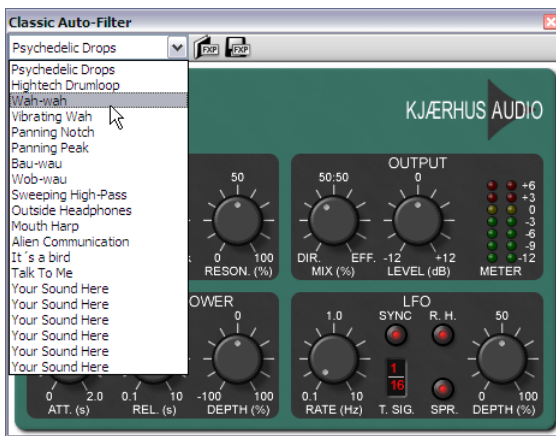 Classic Auto-Filter
Psychedelic Drops
FXP FXP
Psychedelic Drops
Hightech Drumloop
Wah-wah
Vibrating Wah
Panning Notch
Panning Peak
Bau-wau
Wob-wau
Sweeping High-Pass
Outside Headphones
Mouth Harp
Alien Communication
It´s a bird
Talk To Me
Your Sound Here
Your Sound Here
Your Sound Here
Your Sound Here
Your Sound Here
KJÆRHUS AUDIO
50
0 100
RESON. (%)
OUTPUT
50:50 0
DIR. EFF. -12 +12
MIX (%) LEVEL (dB) METER
+6
+3
0
-3
-6
-9
-12
0
0 2.0 0.1 10 -100 100
ATT. (s) REL. (s) DEPTH (%)
LFO
1.0 SYNC R. H. 50
1
16
0.1 10 0 100
RATE (Hz) T. SIG. SPR. DEPTH (%)